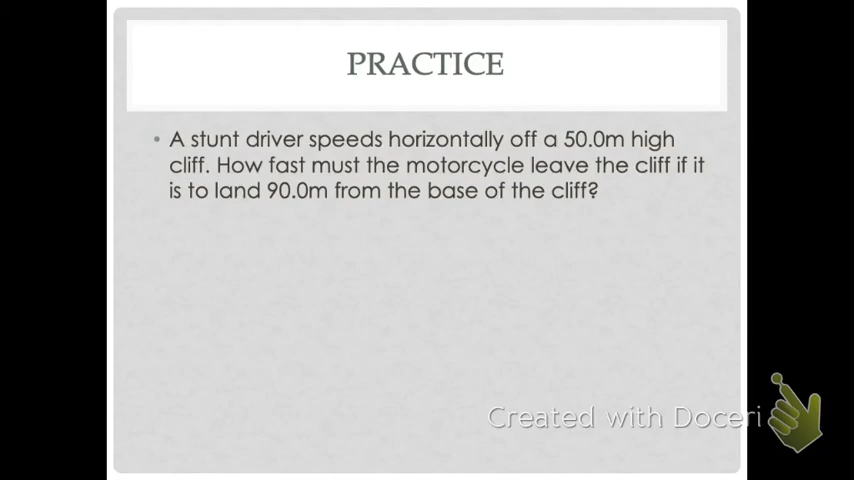 PRACTICE
• A stunt driver speeds horizontally off a 50.0m high
cliff. How fast must the motorcycle leave the cliff if it
is to land 90.0m from the base of the cliff?
Created with Doceri